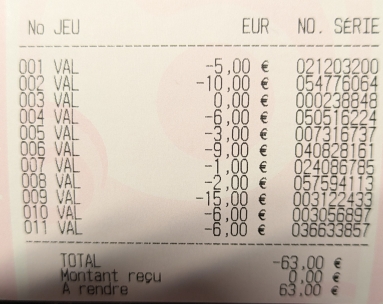 No JEU EUR NO. SÉRIE
001 VAL -5,00 € 021203200
002 VAL -10,00 € 054776064
003 VAL 0,00 € 000238848
004 VAL -6,00 € 050516224
005 VAL -3,00 € 007316737
006 VAL -9,00 € 040828161
007 VAL -1,00 € 024086785
008 VAL -2,00 € 057594113
009 VAL -15,00 € 003122433
010 VAL -6,00 € 003056897
011 VAL -6,00 € 036633857
TOTAL -63,00 €
Montant reçu 0,00 €
A rendre 63,00 €